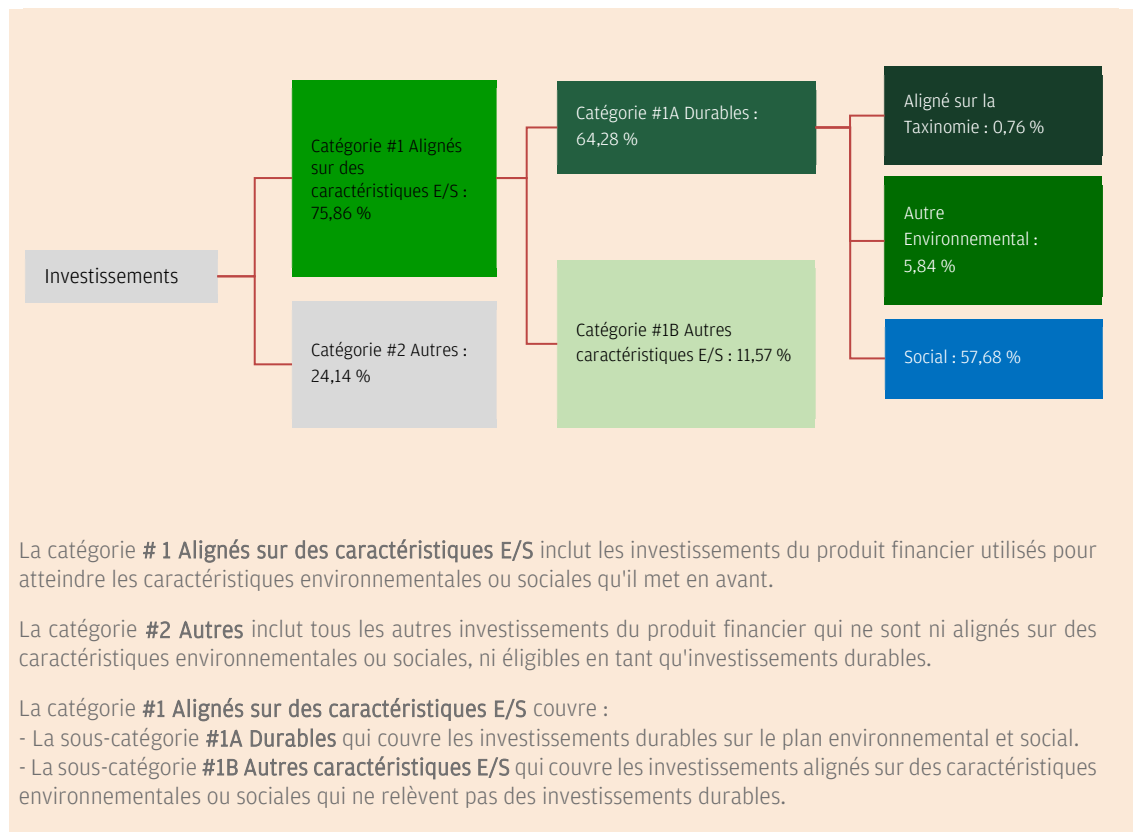 Investissements
Catégorie #1 Alignés
sur des
caractéristiques E/S :
75,86 %
Catégorie #2 Autres :
24,14 %
Catégorie #1A Durables :
64,28 %
Catégorie #1B Autres
caractéristiques E/S : 11,57 %
Aligné sur la
Taxinomie : 0,76 %
Autre
Environnemental :
5,84 %
Social : 57,68 %
La catégorie # 1 Alignés sur des caractéristiques E/S inclut les investissements du produit financier utilisés pour
atteindre les caractéristiques environnementales ou sociales qu'il met en avant.
La catégorie #2 Autres inclut tous les autres investissements du produit financier qui ne sont ni alignés sur des
caractéristiques environnementales ou sociales, ni éligibles en tant qu'investissements durables.
La catégorie #1 Alignés sur des caractéristiques E/S couvre :
- La sous-catégorie #1A Durables qui couvre les investissements durables sur le plan environnemental et social.
- La sous-catégorie #1B Autres caractéristiques E/S qui couvre les investissements alignés sur des caractéristiques
environnementales ou sociales qui ne relèvent pas des investissements durables.